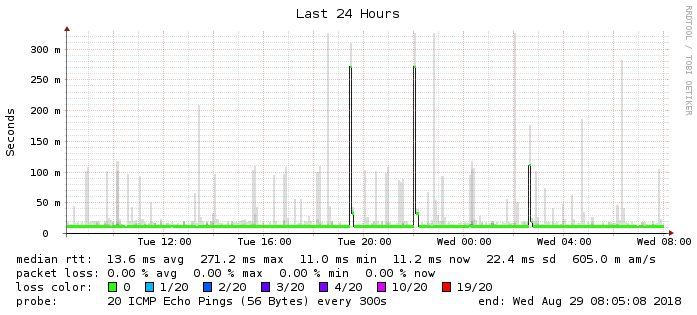 Last 24 Hours
RRDTOOL / TOBI OETIKER
Seconds
300 m
250 m
200 m
150 m
100 m
50 m
0
Tue 12:00 Tue 16:00 Tue 20:00 Wed 00:00 Wed 04:00 Wed 08:00
median rtt: 13.6 ms avg 271.2 ms max 11.0 ms min 11.2 ms now 22.4 ms sd 605.0 m am/s
packet loss: 0.00 % avg 0.00 % max 0.00 % min 0.00 % now
loss color: 0 1/20 2/20 3/20 4/20 10/20 19/20
probe: 20 ICMP Echo Pings (56 Bytes) every 300s end: Wed Aug 29 08:05:08 2018